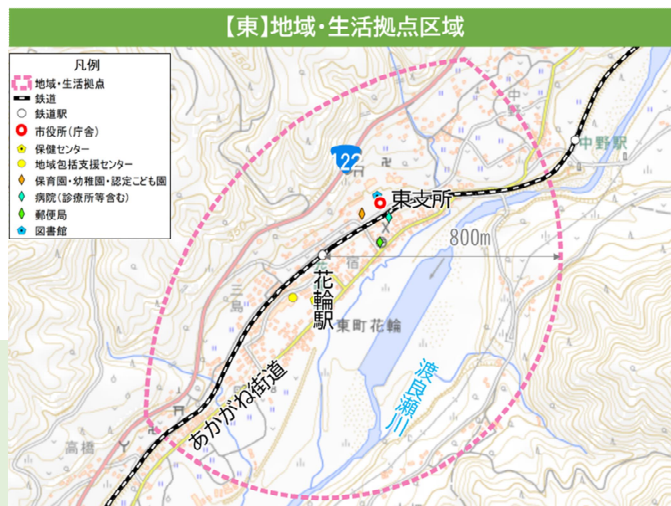 【東】地域・生活拠点区域
凡例
地域・生活拠点
鉄道
鉄道駅
市役所(庁舎)
保健センター
地域包括支援センター
保育園・幼稚園・認定こども園
病院(診療所等含む)
郵便局
図書館
中野
中野駅
122
東支所
800m
宿
花輪駅
三島
東町花輪
渡良瀬川
あかがね街道
高橋